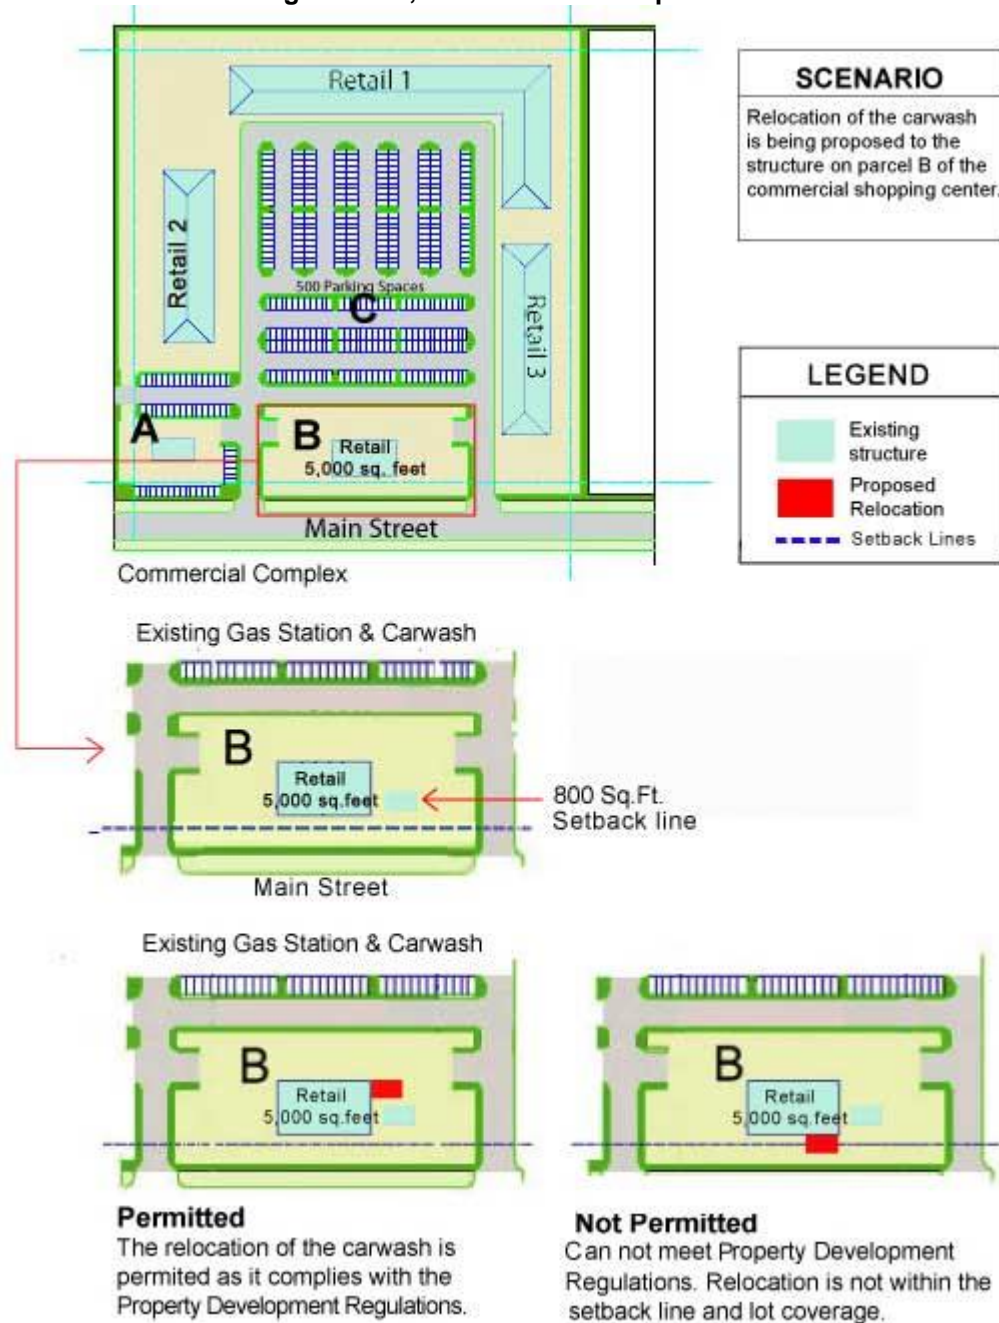 Retail 1
SCENARIO
Relocation of the carwash
is being proposed to the
structure on parcel B of the
commercial shopping center.
Retail 2
500 Parking Spaces
C
Retail 3
A
B
Retail
5,000 sq. feet
Main Street
LEGEND
Existing
structure
Proposed
Relocation
Setback Lines
Commercial Complex
Existing Gas Station & Carwash
B
Retail
5,000 sq.feet
800 Sq.Ft.
Setback line
Main Street
Existing Gas Station & Carwash
B
Retail
5,000 sq.feet
B
Retail
5,000 sq.feet
Permitted
The relocation of the carwash is
permited as it complies with the
Property Development Regulations.
Not Permitted
Can not meet Property Development
Regulations. Relocation is not within the
setback line and lot coverage.